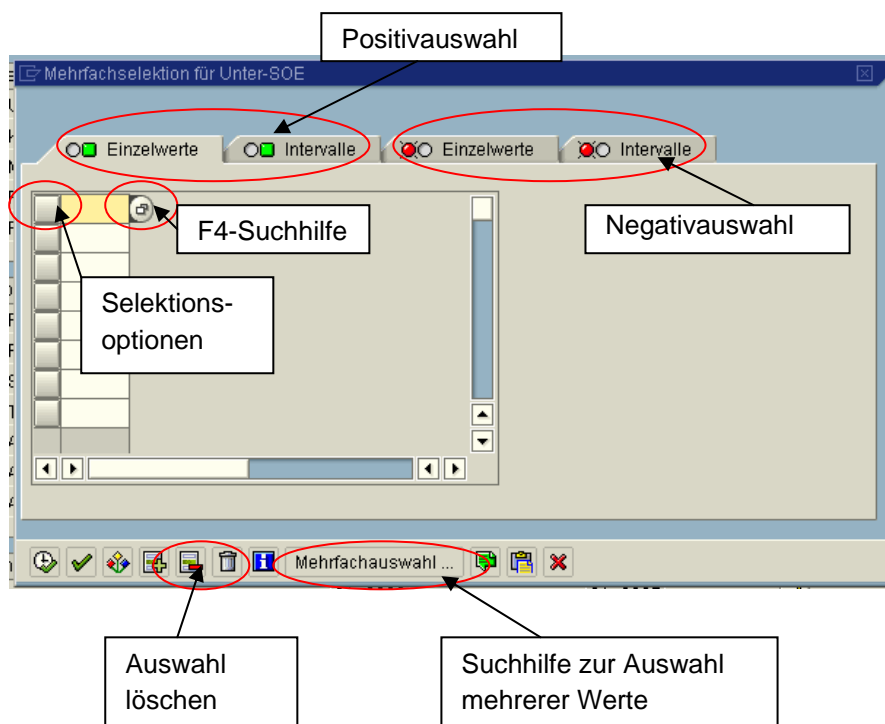 Positivauswahl
Mehrfachselektion für Unter-SOE
Einzelwerte
Intervalle
Einzelwerte
Intervalle
F4-Suchhilfe
Negativauswahl
Selektions-
optionen
Mehrfachauswahl ...
Auswahl
löschen
Suchhilfe zur Auswahl
mehrerer Werte